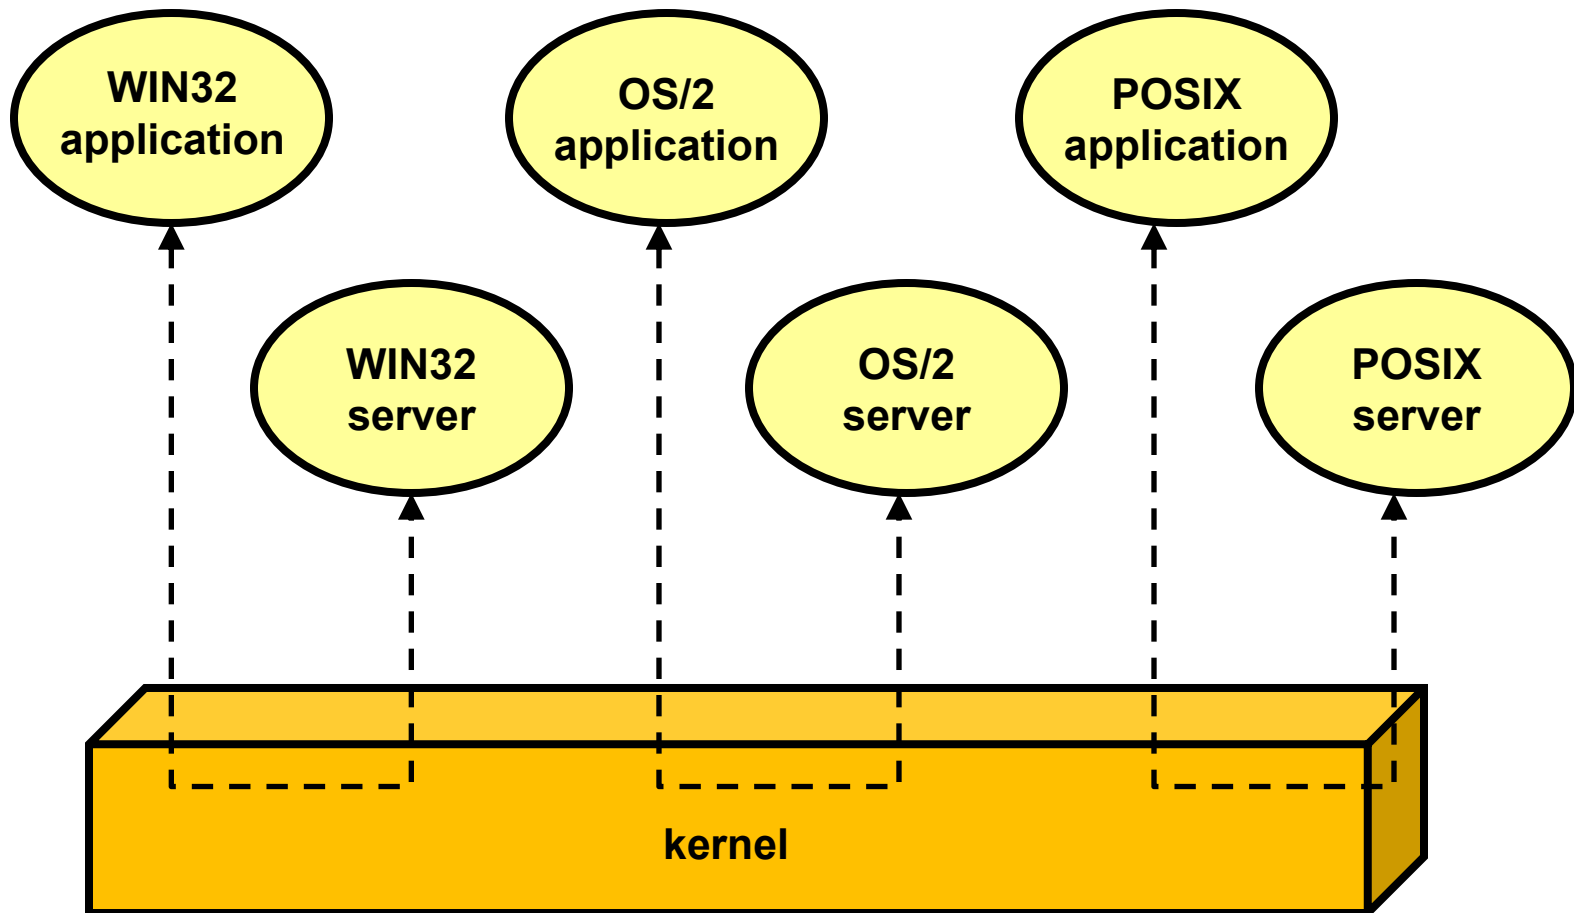 WIN32
application
OS/2
application
POSIX
application
WIN32
server
OS/2
server
POSIX
server
kernel